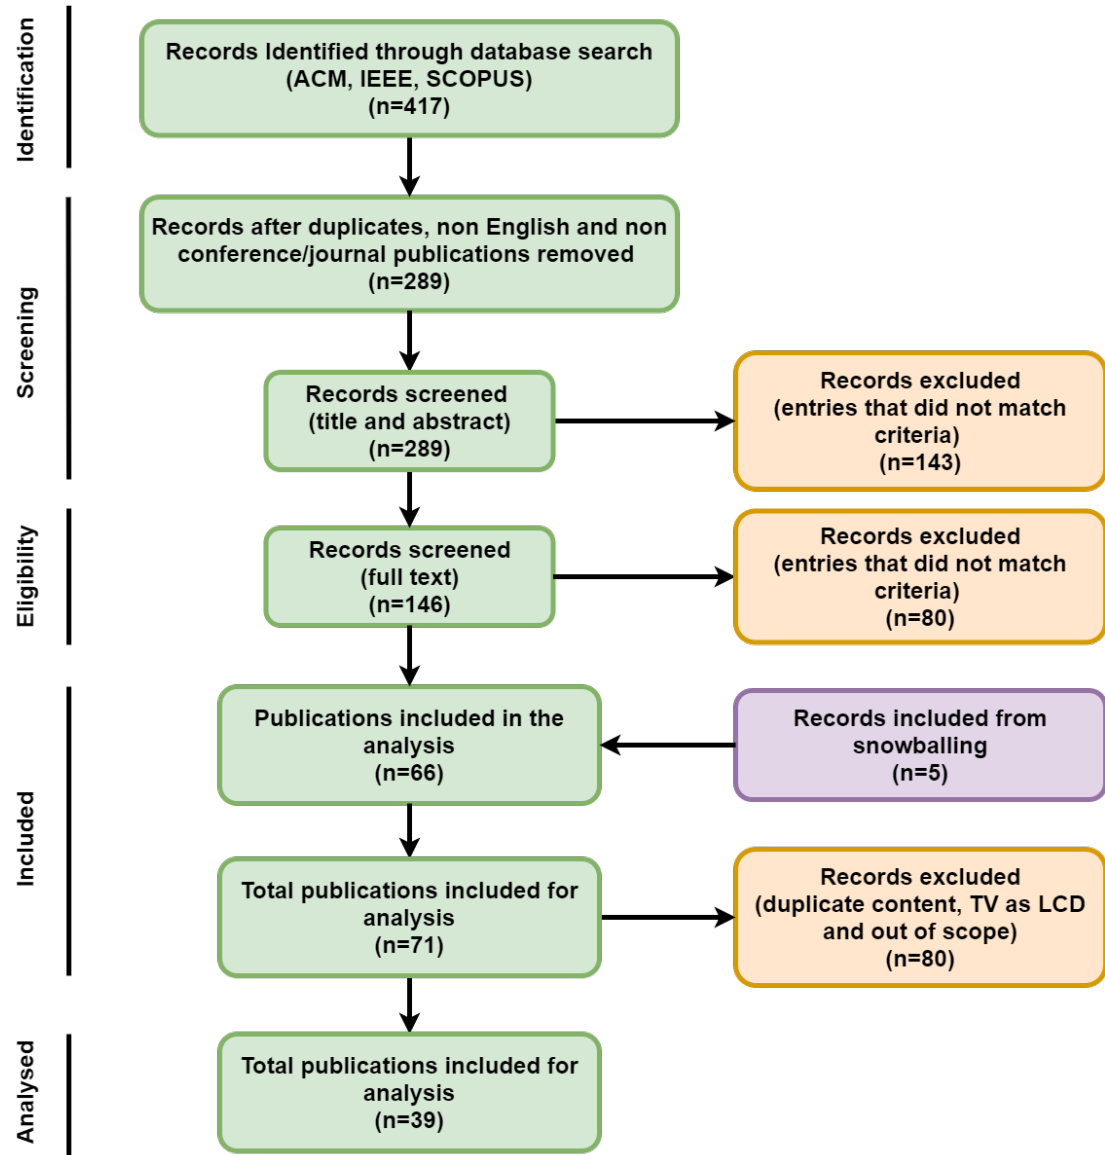 Identification
Records Identified through database search
(ACM, IEEE, SCOPUS)
(n=417)
Screening
Records after duplicates, non English and non
conference/journal publications removed
(n=289)
Records screened
(title and abstract)
(n=289)
Records excluded
(entries that did not match
criteria)
(n=143)
Eligibility
Records screened
(full text)
(n=146)
Records excluded
(entries that did not match
criteria)
(n=80)
Included
Publications included in the
analysis
(n=66)
Records included from
snowballing
(n=5)
Total publications included for
analysis
(n=71)
Records excluded
(duplicate content, TV as LCD
and out of scope)
(n=80)
Analysed
Total publications included for
analysis
(n=39)